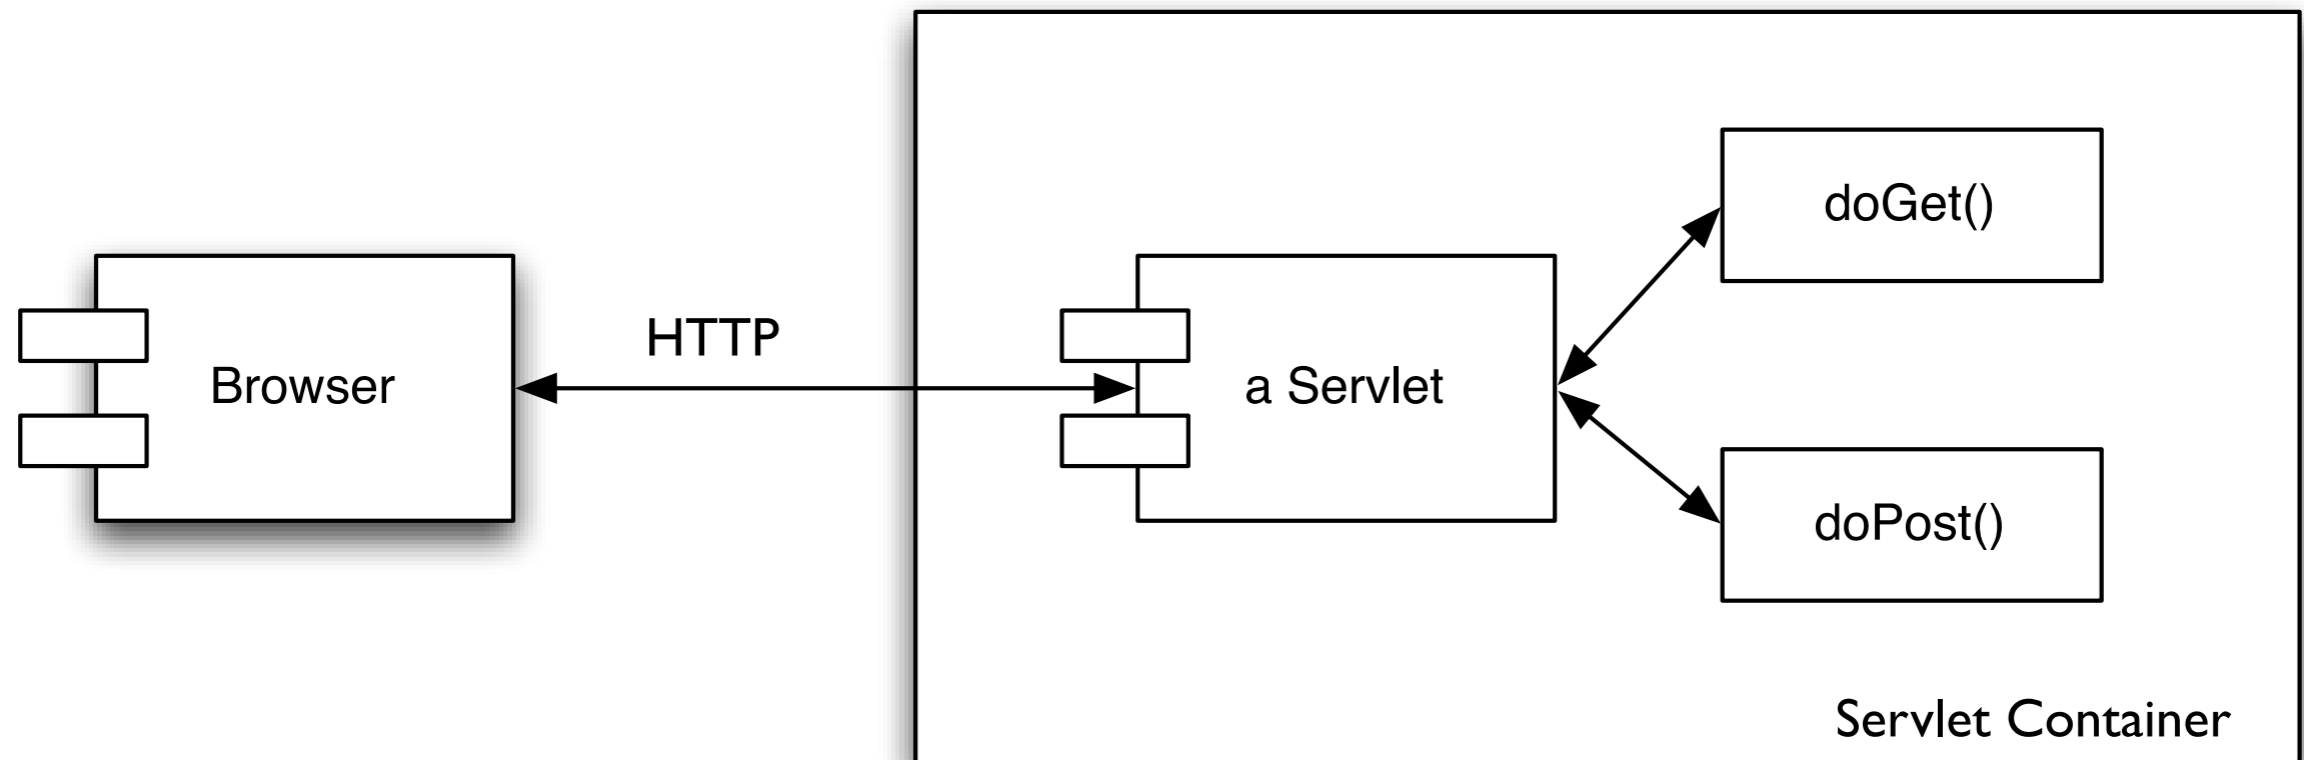 Browser
HTTP
a Servlet
doGet()
doPost()
Servlet Container